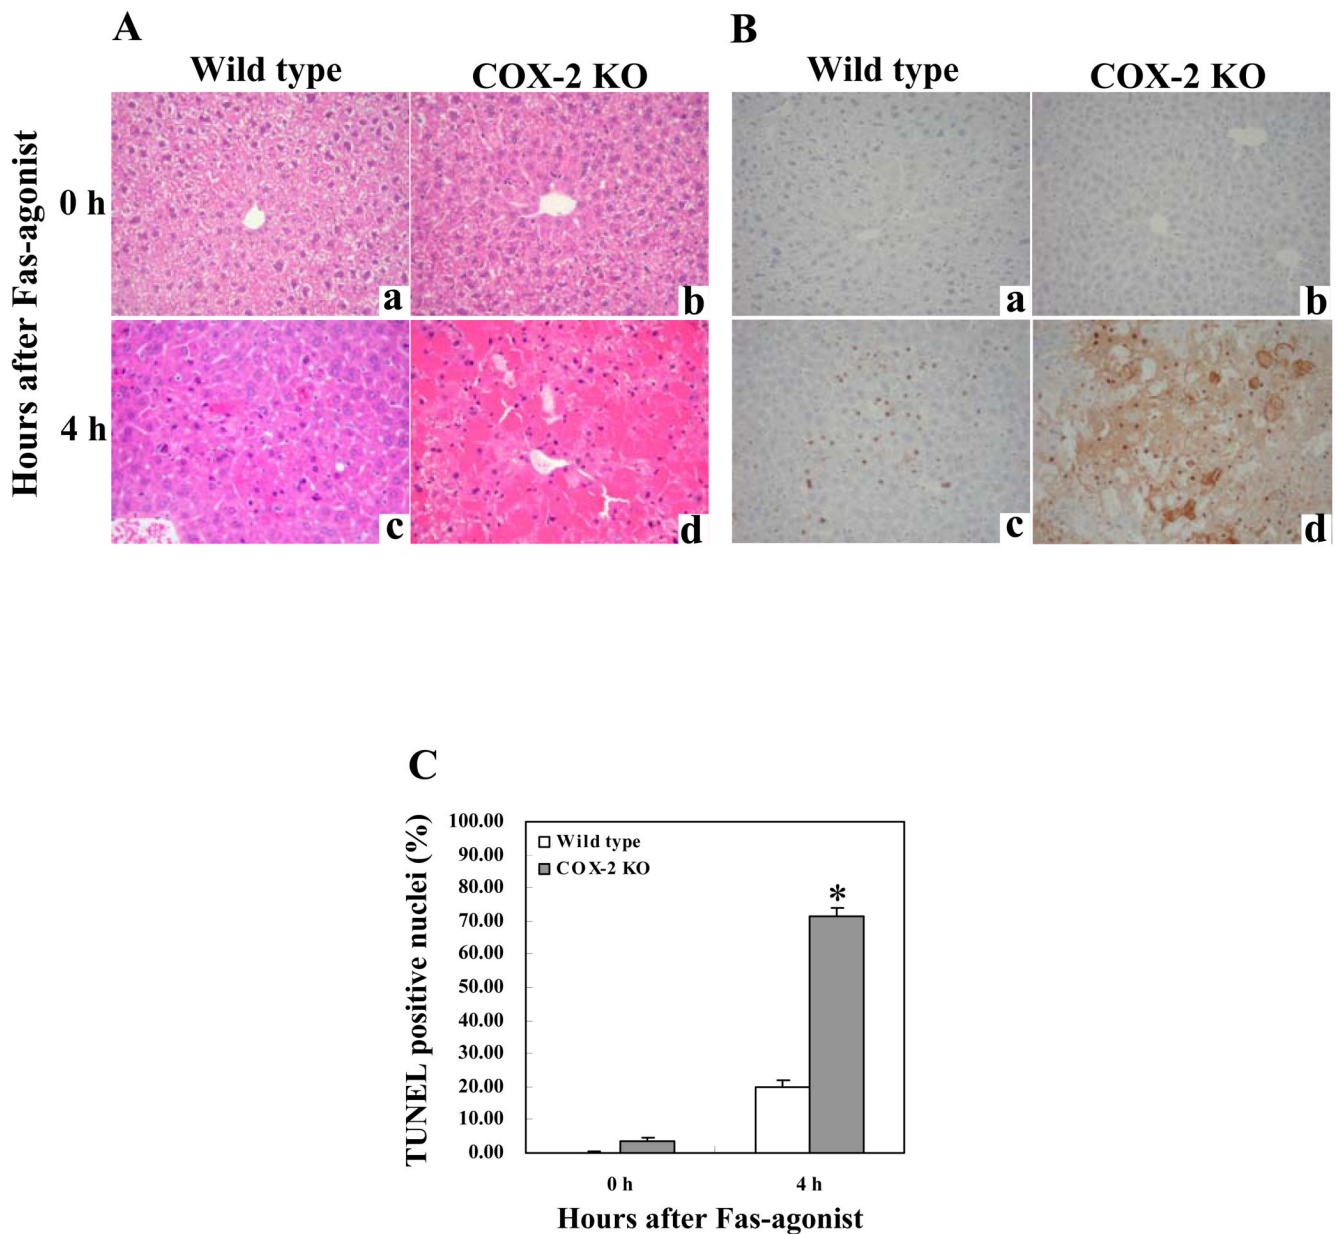 A
B
Wild type
COX-2 KO
Wild type
COX-2 KO
Hours after Fas-agonist
0 h
4 h
a
b
a
b
c
d
c
d
C
TUNEL positive nuclei (%)
100.00
90.00
80.00
70.00
60.00
50.00
40.00
30.00
20.00
10.00
0.00
Wild type
COX-2 KO
*
0 h
4 h
Hours after Fas-agonist